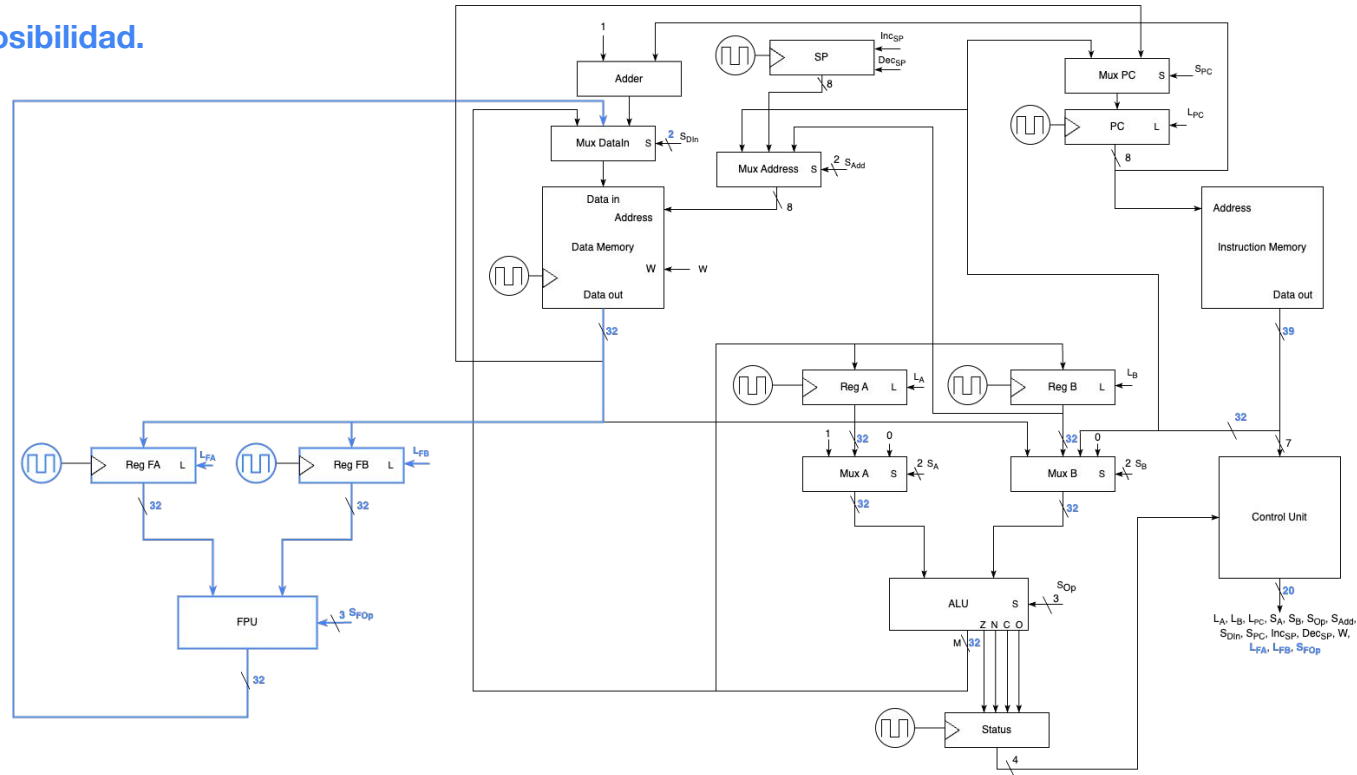 osibilidad.
1
Adder
SP
Inc_SP
Dec_SP
8
Mux PC
S
S_PC
PC
L
L_PC
8
Mux DataIn
S
2
S_DIn
Mux Address
S
2
S_Add
8
Data in
Address
Data Memory
W
W
Data out
32
Address
Instruction Memory
Data out
39
Reg A
L
L_A
Reg B
L
L_B
32
7
Reg FA
L
L_FA
Reg FB
L
L_FB
32
32
1
32
0
Mux A
S
2
S_A
32
32
0
Mux B
S
2
S_B
32
Control Unit
20
L_A, L_B, L_PC, S_A, S_B, S_Op, S_Add,
S_DIn, S_PC, Inc_SP, Dec_SP, W,
L_FA, L_FB, S_FOp
FPU
3
S_FOp
32
ALU
S
S_Op
3
Z N C O
M
32
Status
4